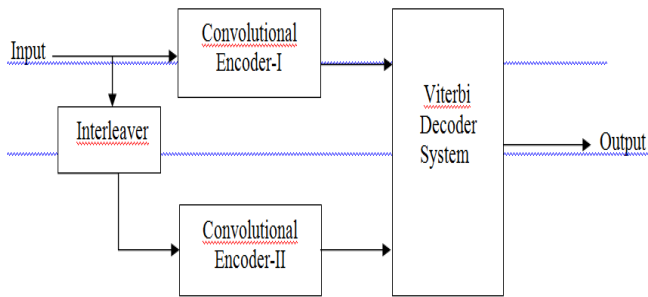 Input
Convolutional
Encoder-I
Interleaver
Viterbi
Decoder
System
Output
Convolutional
Encoder-II